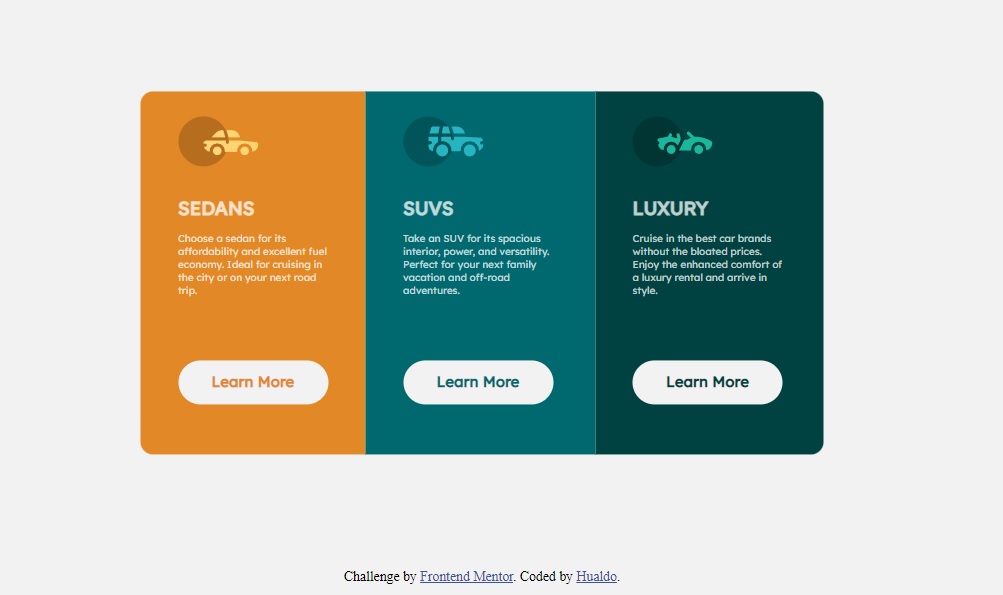 SEDANS
Choose a sedan for its
affordability and excellent fuel
economy. Ideal for cruising in
the city or on your next road
trip.
Learn More
SUVS
Take an SUV for its spacious
interior, power, and versatility.
Perfect for your next family
vacation and off-road
adventures.
Learn More
LUXURY
Cruise in the best car brands
without the bloated prices.
Enjoy the enhanced comfort of
a luxury rental and arrive in
style.
Learn More
Challenge by Frontend Mentor. Coded by Hualdo.